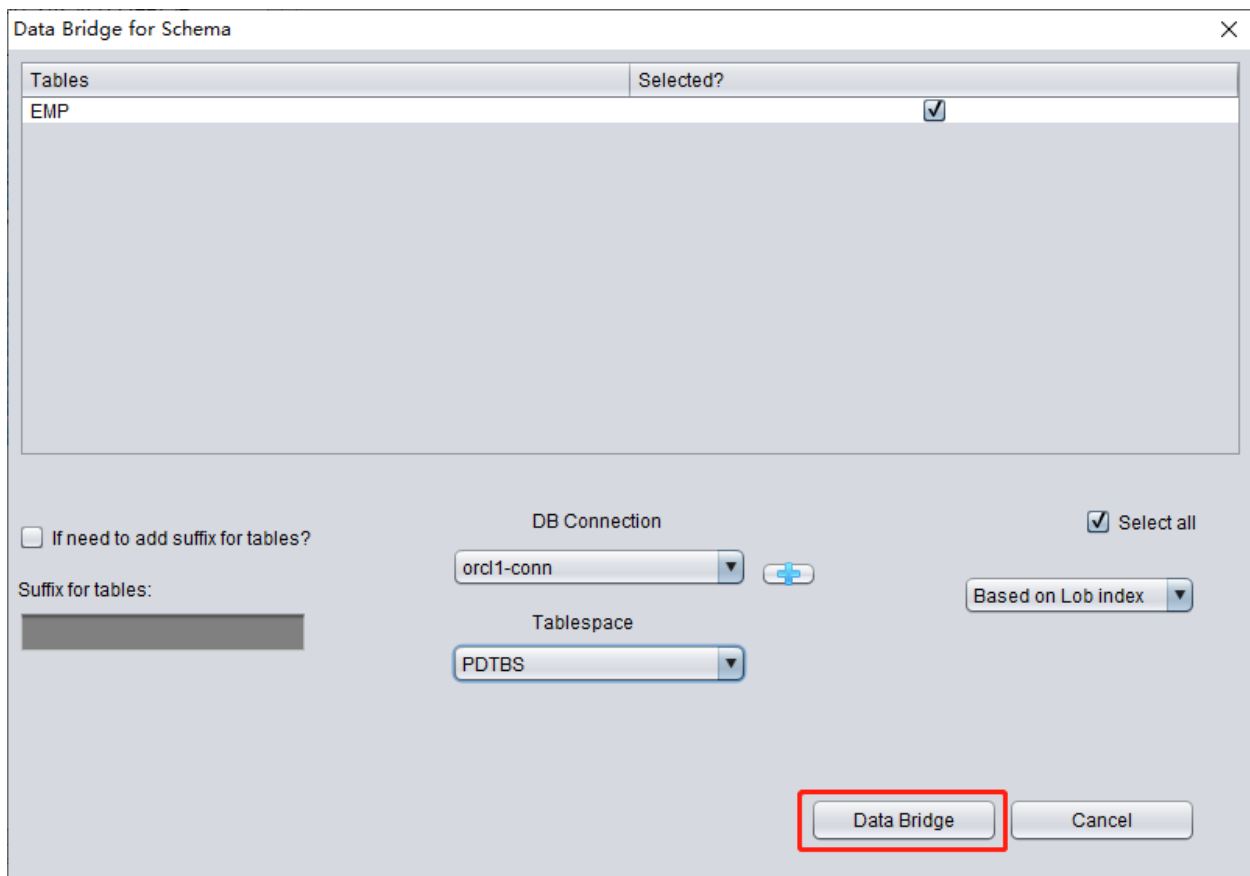 Data Bridge for Schema
Tables Selected?
EMP
If need to add suffix for tables?
Suffix for tables:
DB Connection
orcl1-conn
Tablespace
PDTBS
Select all
Based on Lob index
Data Bridge Cancel